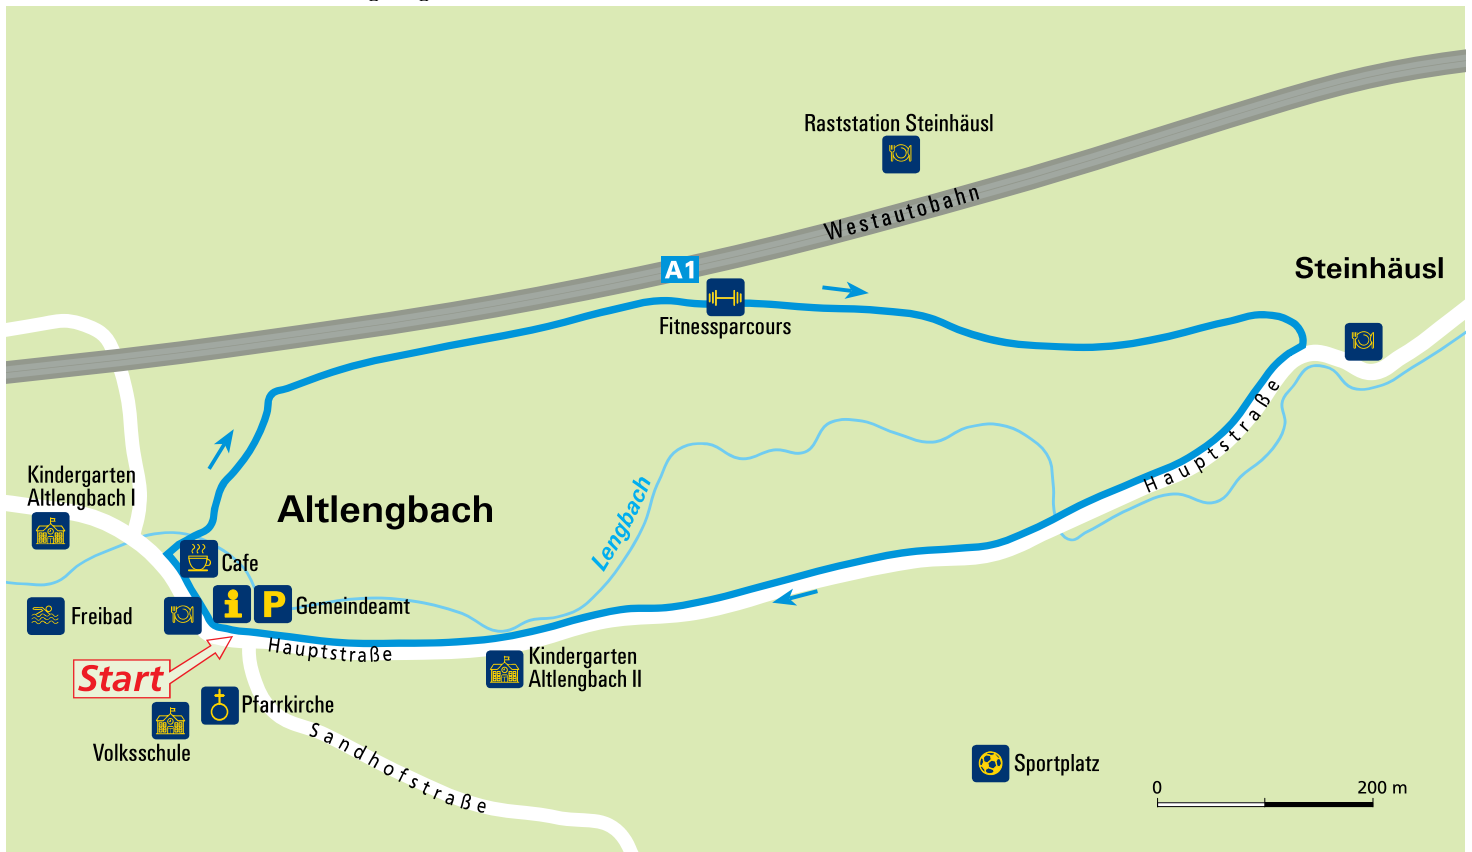 Raststation Steinhäusl
Westautobahn
A1
Steinhäusl
Fitnessparcours
Hauptstraße
Kindergarten
Altlengbach I
Altlengbach
Lengbach
Cafe
i P Gemeindeamt
Freibad
Hauptstraße
Start
Kindergarten
Altlengbach II
Pfarrkirche
Volksschule
Sandhofstraße
Sportplatz
0 200 m